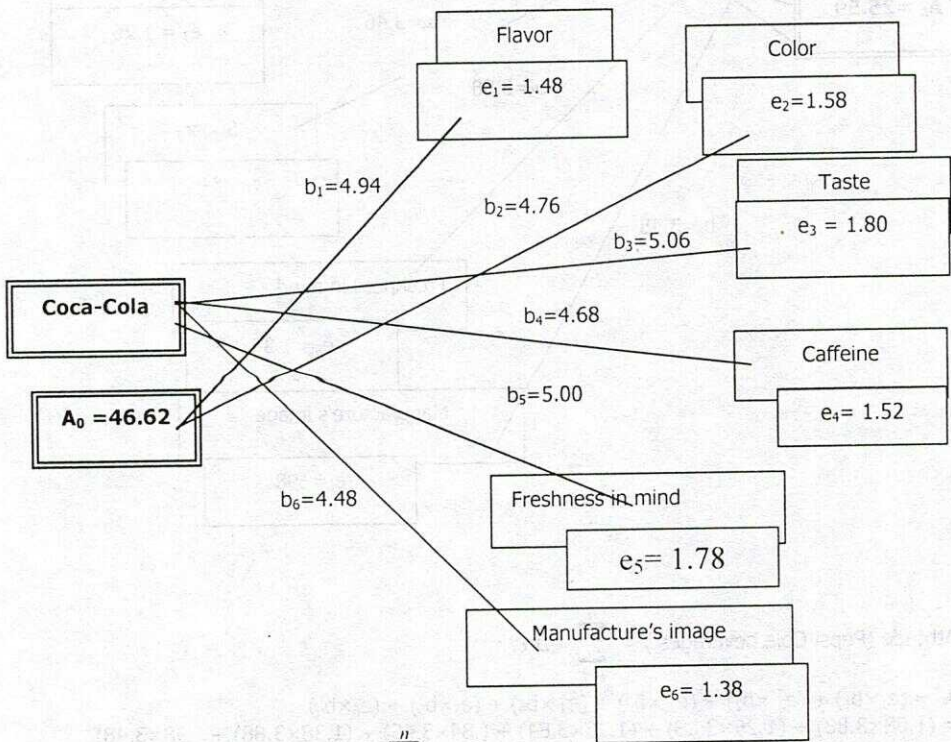 Flavor
e₁= 1.48
Color
e₂=1.58
Taste
e₃ = 1.80
b₁=4.94
b₂=4.76
b₃=5.06
Coca-Cola
b₄=4.68
Caffeine
e₄= 1.52
A₀ =46.62
b₅=5.00
b₆=4.48
Freshness in mind
e₅= 1.78
Manufacture's image
e₆= 1.38
n